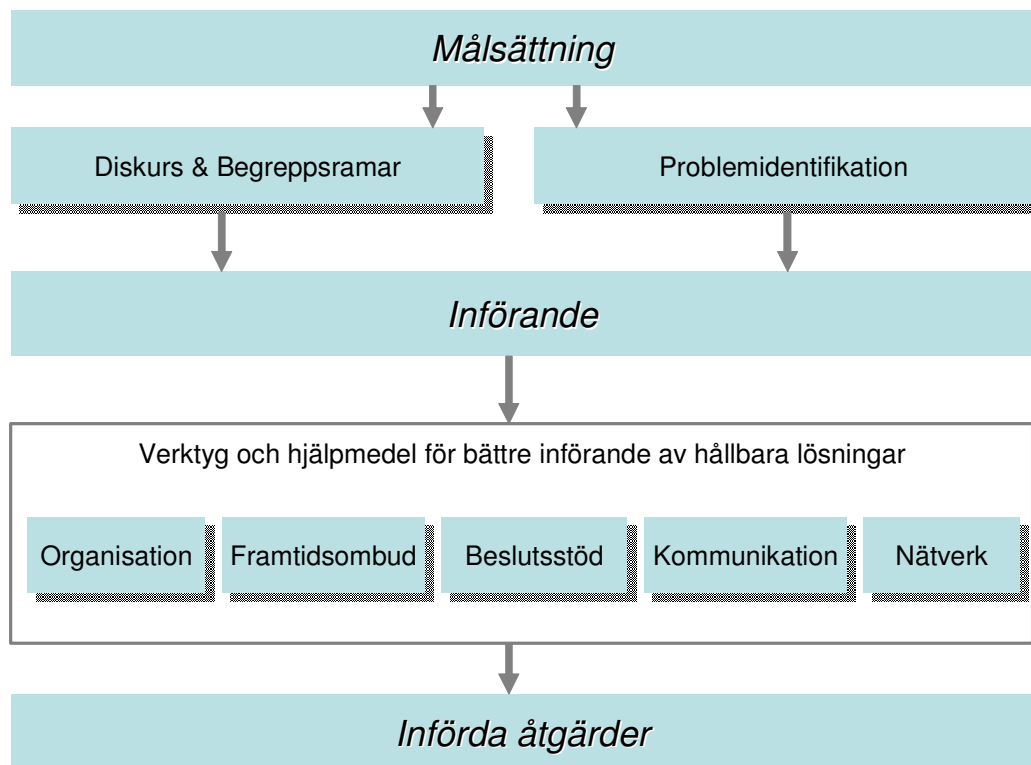 Målsättning
Diskurs & Begreppsramar
Problemidentifikation
Införande
Verktyg och hjälpmedel för bättre införande av hållbara lösningar
Organisation
Framtidsombud
Beslutsstöd
Kommunikation
Nätverk
Införda åtgärder